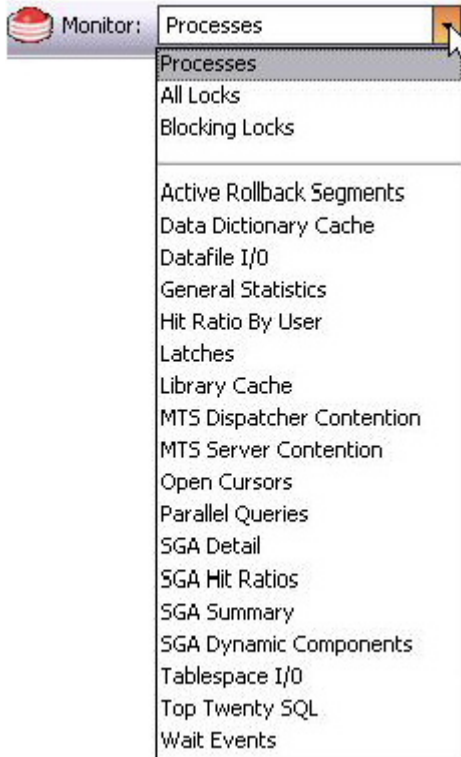 Monitor: Processes
Processes
All Locks
Blocking Locks
Active Rollback Segments
Data Dictionary Cache
Datafile I/O
General Statistics
Hit Ratio By User
Latches
Library Cache
MTS Dispatcher Contention
MTS Server Contention
Open Cursors
Parallel Queries
SGA Detail
SGA Hit Ratios
SGA Summary
SGA Dynamic Components
Tablespace I/O
Top Twenty SQL
Wait Events